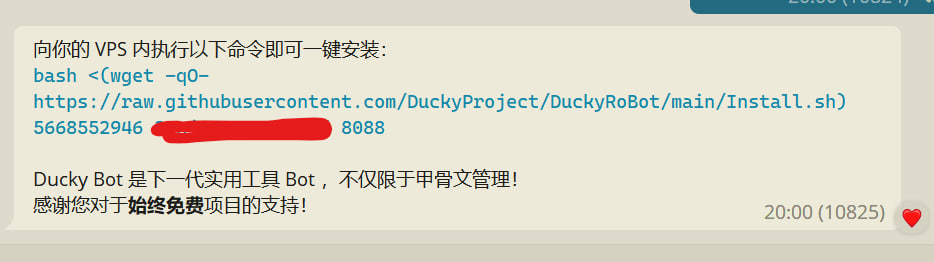 20:00 (10824)
向你的 VPS 内执行以下命令即可一键安装：
bash <(wget -qO-
https://raw.githubusercontent.com/DuckyProject/DuckyRoBot/main/Install.sh)
5668552946 8088
Ducky Bot 是下一代实用工具 Bot ，不仅限于甲骨文管理！
感谢您对于始终免费项目的支持！
20:00 (10825)